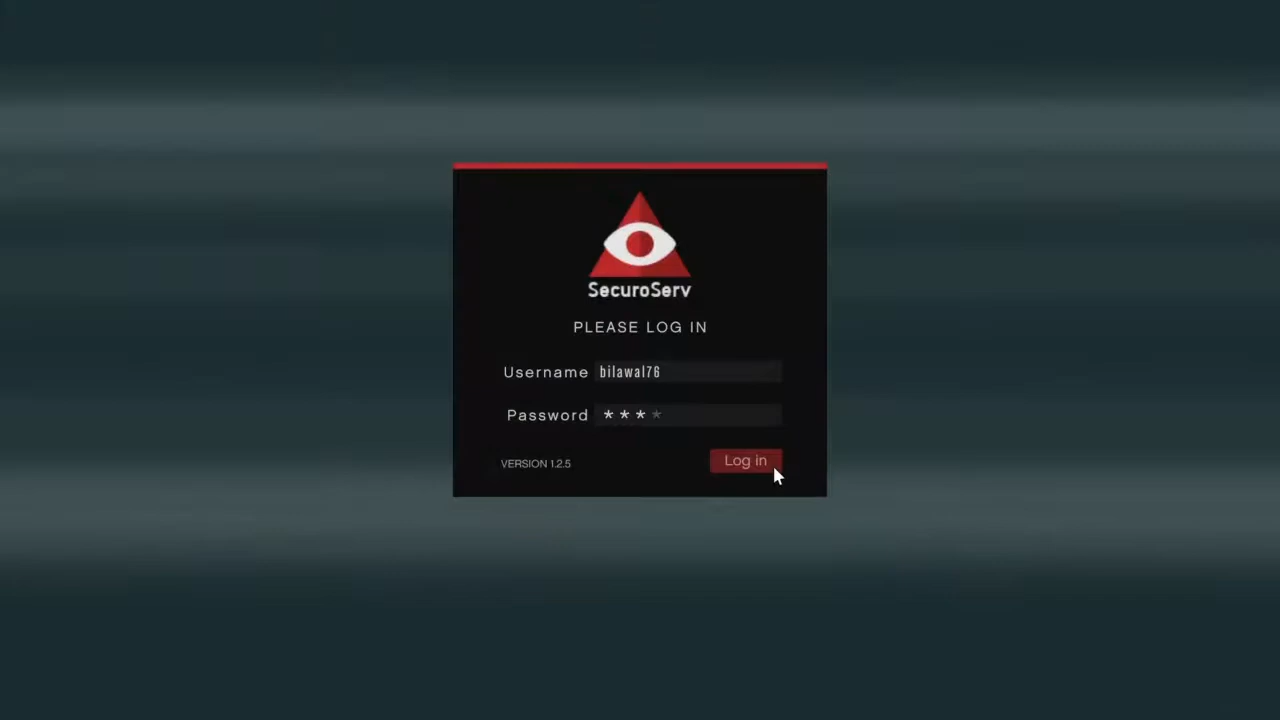 SecuroServ
PLEASE LOG IN
Username bilawal76
Password ****
VERSION 1.2.5 Log in